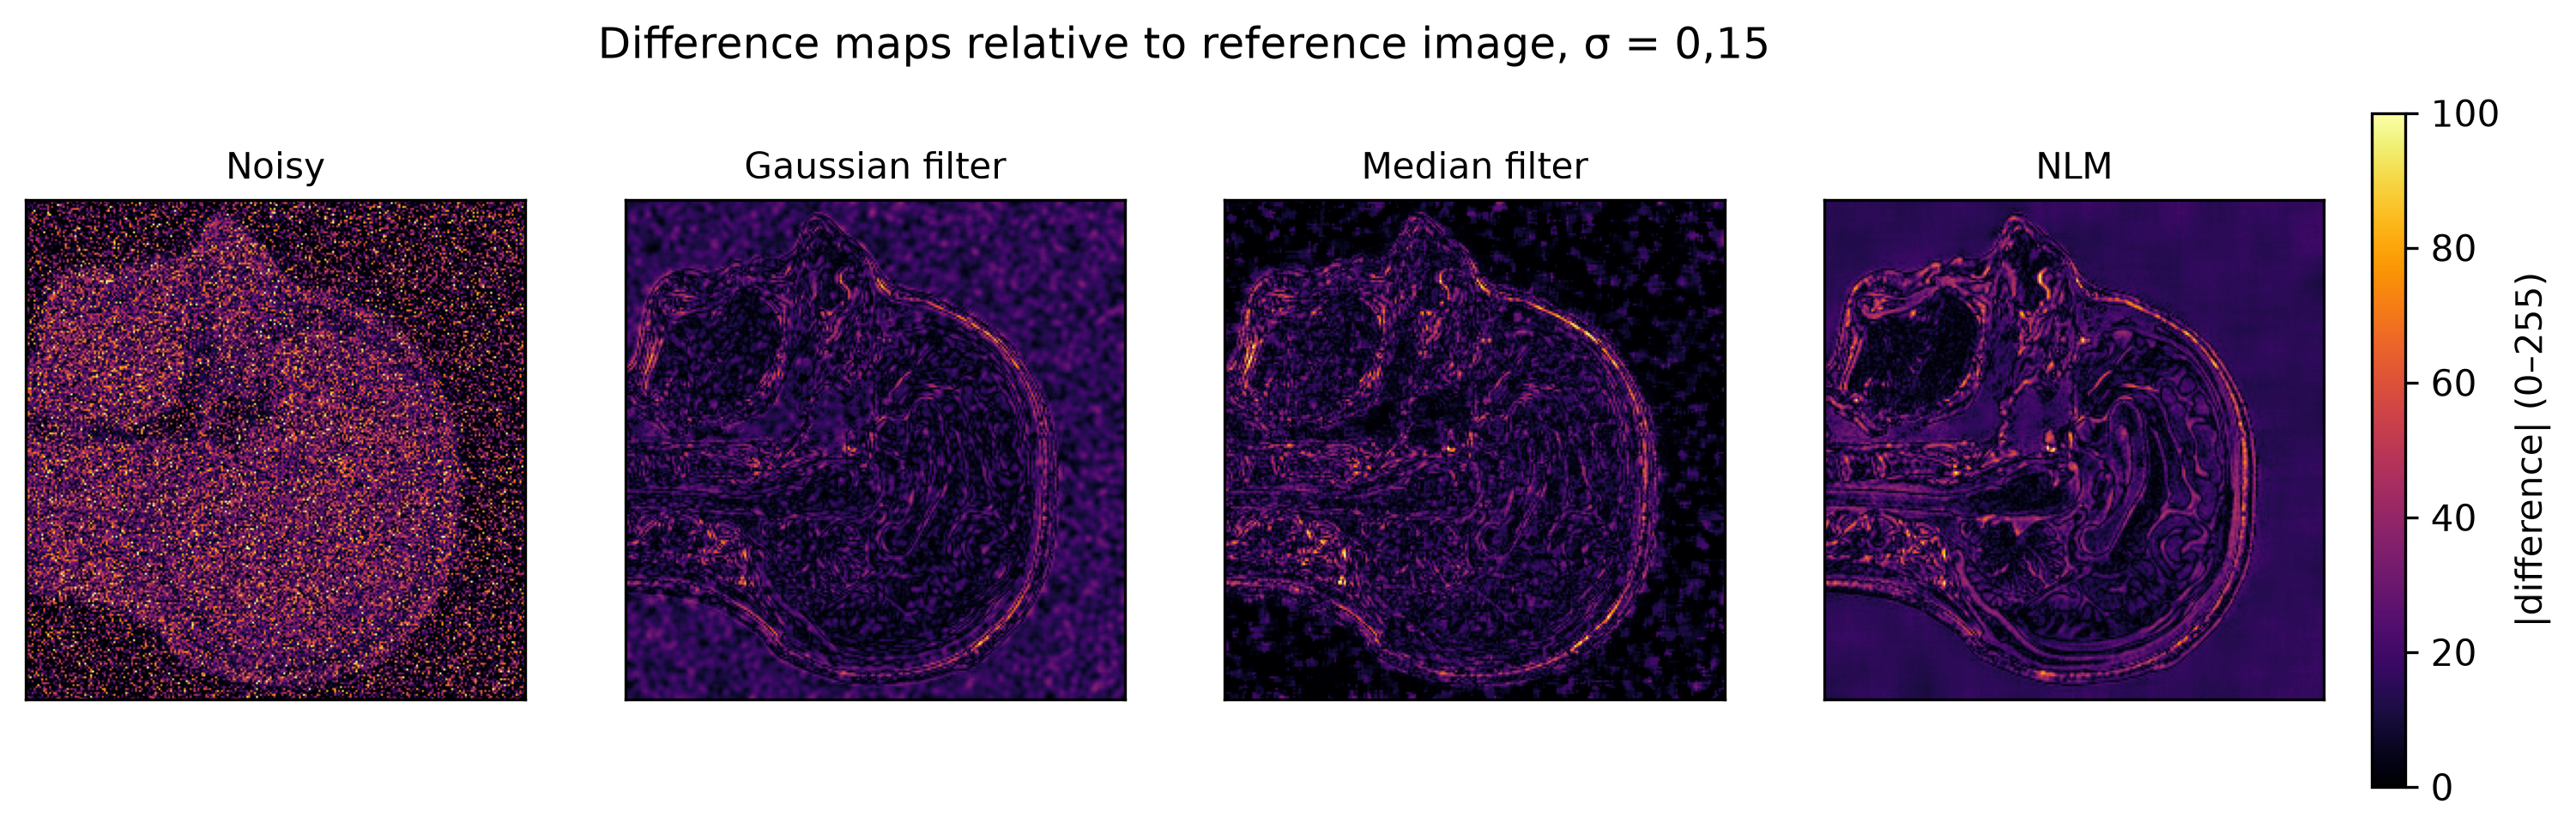 Difference maps relative to reference image, σ = 0,15
Noisy
Gaussian filter
Median filter
NLM
100
80
60
40
20
0
|difference| (0–255)